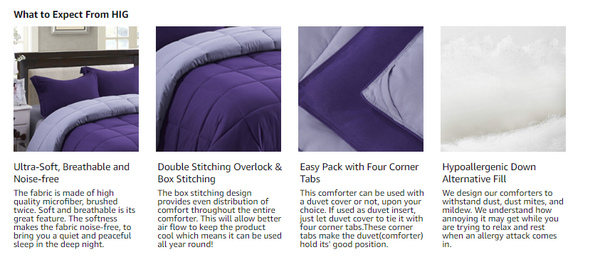 What to Expect From HIG
Ultra-Soft, Breathable and
Noise-free
The fabric is made of high
quality microfiber, brushed
twice. Soft and breathable is its
great feature. The softness
makes the fabric noise-free, to
bring you a quiet and peaceful
sleep in the deep night.
Double Stitching Overlock &
Box Stitching
The box stitching design
provides even distribution of
comfort throughout the entire
comforter. This will allow better
air flow to keep the product
cool which means it can be used
all year round!
Easy Pack with Four Corner
Tabs
This comforter can be used with
a duvet cover or not, upon your
choice. If used as duvet insert,
just let duvet cover to tie it with
four corner tabs.These corner
tabs make the duvet(comforter)
hold its' good position.
Hypoallergenic Down
Alternative Fill
We design our comforters to
withstand, dust, dust mites, and
mildew. We understand how
annoying it may get while you
are trying to relax and rest
when an allergy attack comes
in.